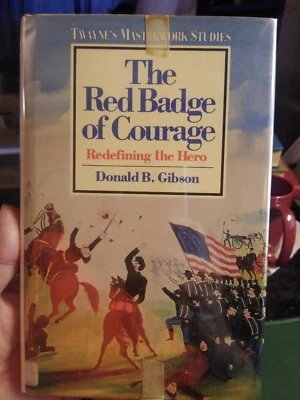 TWAYNE'S MASTERWORK STUDIES
The
Red Badge
of Courage
Redefining the Hero
Donald B. Gibson